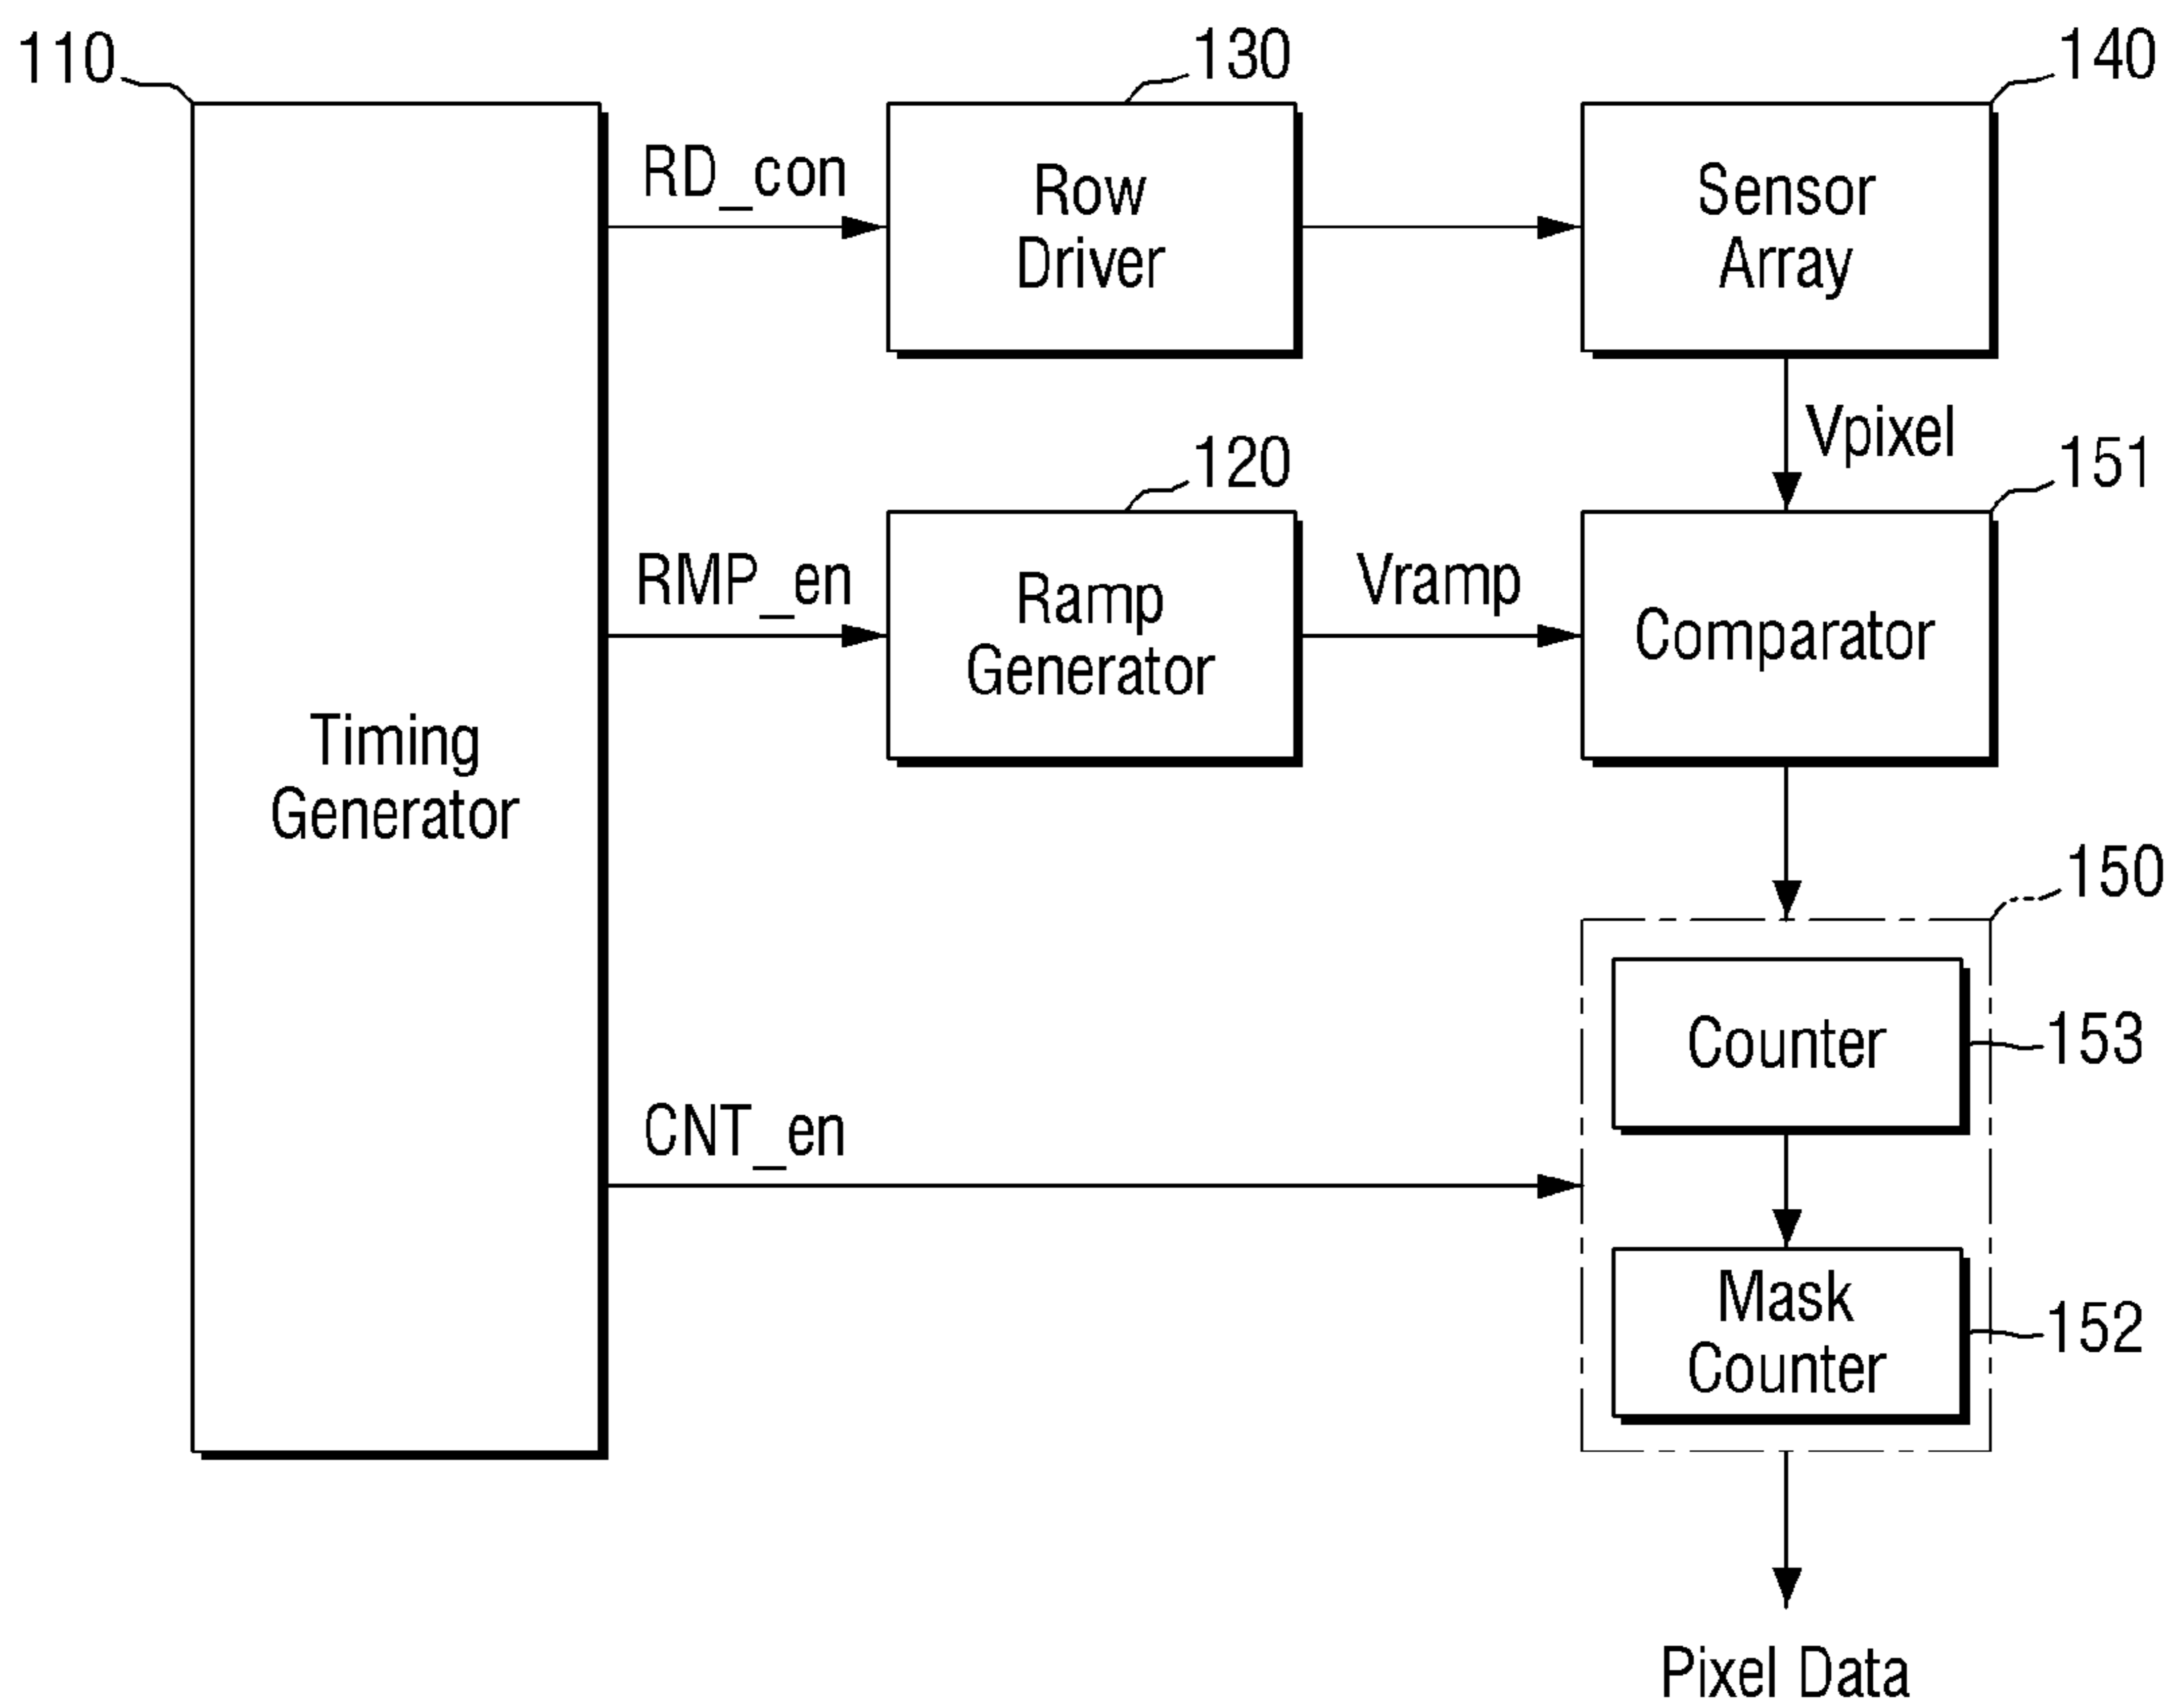 110
130
140
RD_con
Row
Driver
Sensor
Array
Vpixel
120
151
RMP_en
Ramp
Generator
Vramp
Comparator
Timing
Generator
150
Counter
153
CNT_en
Mask
Counter
152
Pixel Data